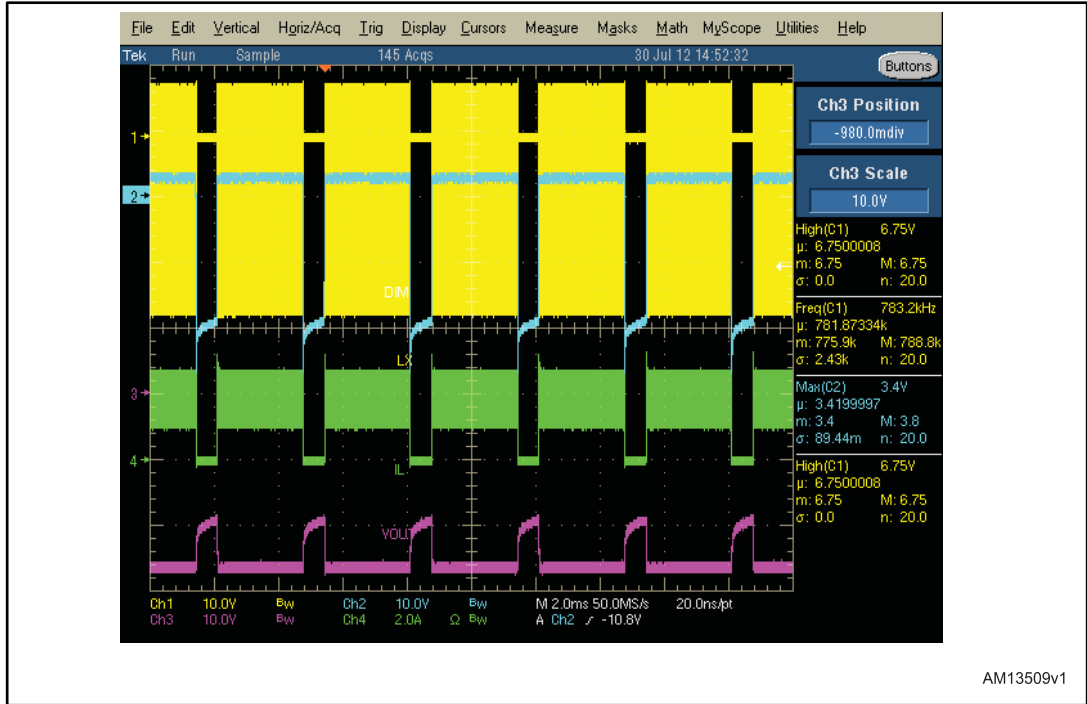 File Edit Vertical Horiz/Acq Trig Display Cursors Measure Masks Math MyScope Utilities Help
Tek Run Sample 145 Acqs 30 Jul 12 14:52:32
Buttons
Ch3 Position
-980.0mdiv
Ch3 Scale
10.0V
High(C1) 6.75V
µ: 6.7500008
m: 6.75 M: 6.75
σ: 0.0 n: 20.0
Freq(C1) 783.2kHz
µ: 781.87334k
m: 775.9k M: 788.8k
σ: 2.43k n: 20.0
Max(C2) 3.4V
µ: 3.4199997
m: 3.4 M: 3.8
σ: 89.44m n: 20.0
High(C1) 6.75V
µ: 6.7500008
m: 6.75 M: 6.75
σ: 0.0 n: 20.0
1
2
DIM
LX
3
4
IL
VOUT
Ch1 10.0V Bw Ch2 10.0V Bw M 2.0ms 50.0MS/s 20.0ns/pt
Ch3 10.0V Bw Ch4 2.0A Ω Bw A Ch2 -10.8V
AM13509v1